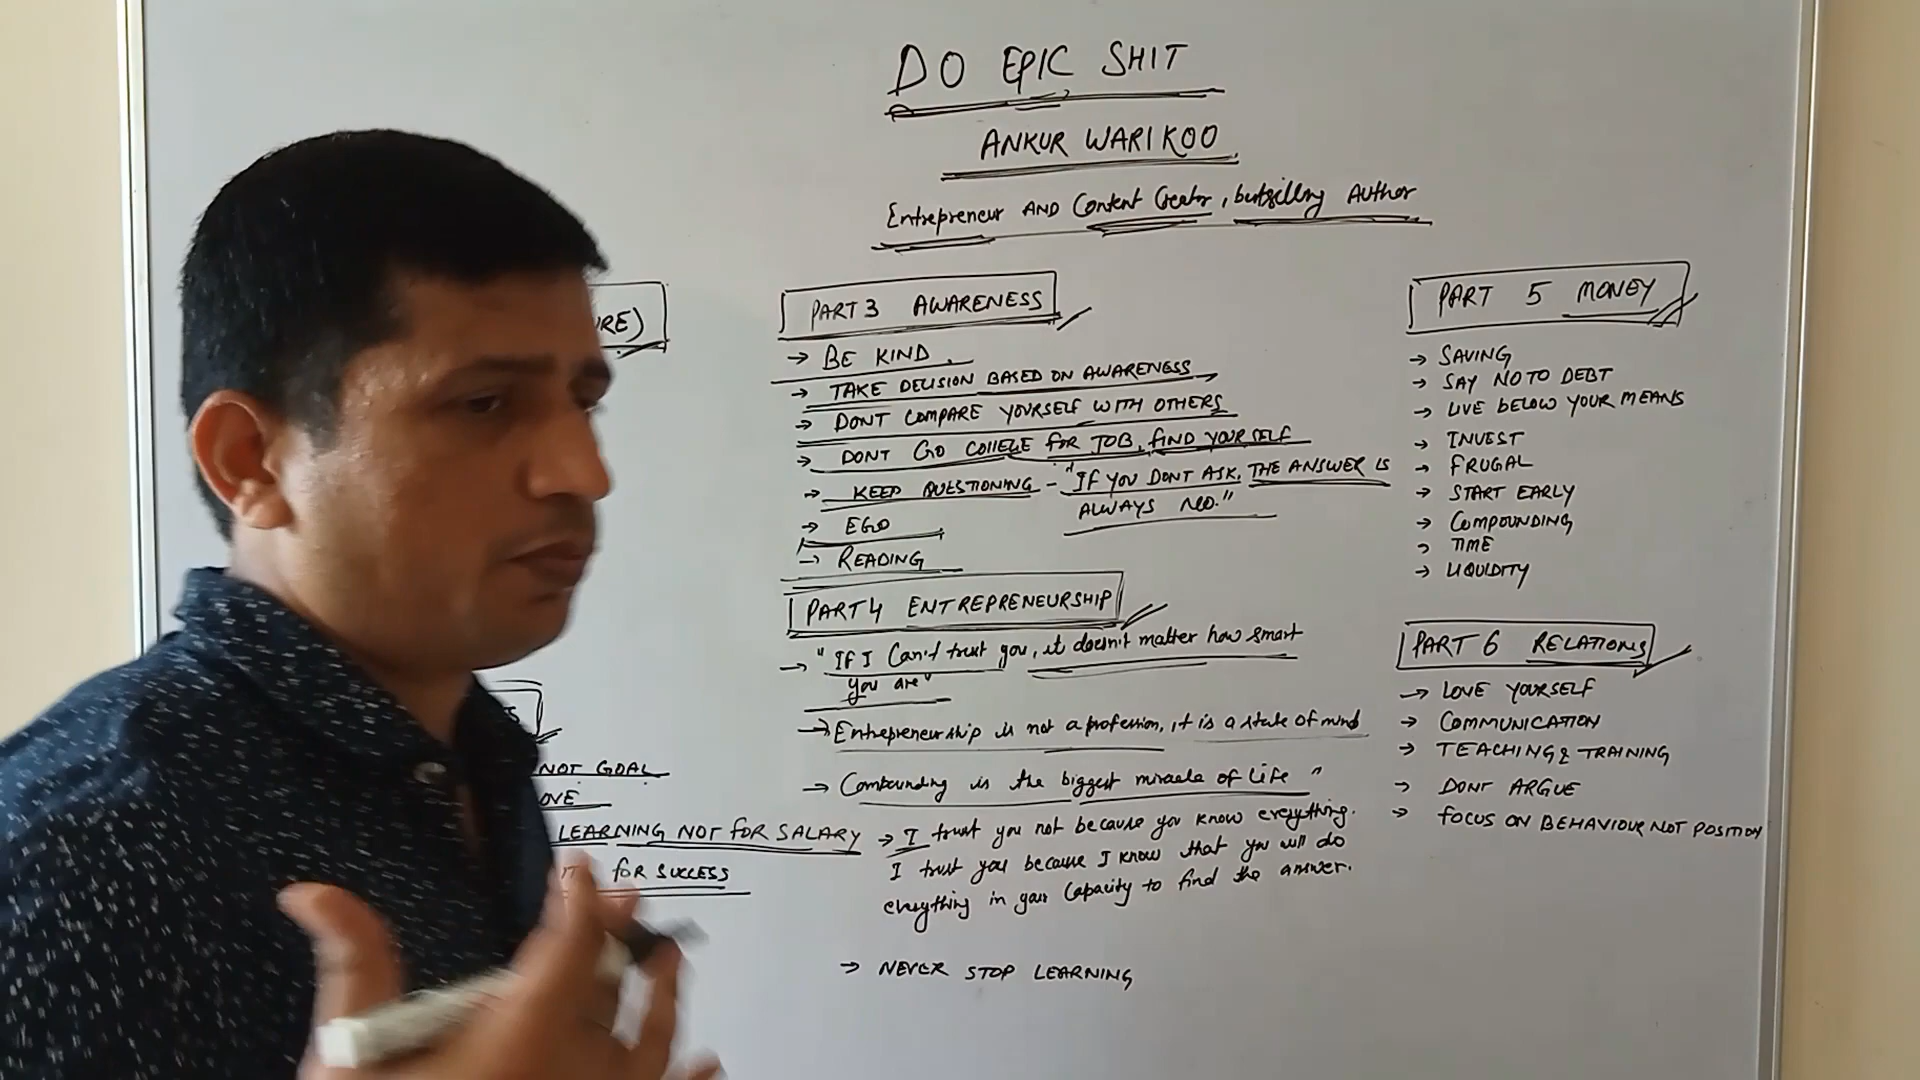 DO EPIC SHIT
ANKUR WARIKOO
Entrepreneur AND Content Creator, bestselling Author
URE)
NOT GOAL
OVE
LEARNING NOT FOR SALARY
FOR SUCCESS
PART 3 AWARENESS
→ BE KIND.
→ TAKE DECISION BASED ON AWARENESS
→ DONT COMPARE YOURSELF WITH OTHERS
→ DONT GO COLLEGE FOR JOB, FIND YOURSELF
→ KEEP QUESTIONING - "IF YOU DONT ASK, THE ANSWER IS
ALWAYS NO."
→ EGO
→ READING
PART 4 ENTREPRENEURSHIP
→ "IF I Can't trust you, it doesn't matter how smart
you are"
→ Entrepreneurship is not a profession, it is a state of mind
→ Compounding is the biggest miracle of Life "
→ I trust you not because you know everything.
I trust you because I know that you will do
everything in your Capacity to find the answer.
→ NEVER STOP LEARNING
PART 5 MONEY
→ SAVING
→ SAY NO TO DEBT
→ LIVE BELOW YOUR MEANS
→ INVEST
→ FRUGAL
→ START EARLY
→ COMPOUNDING
→ TIME
→ LIQUIDITY
PART 6 RELATIONS
→ LOVE YOURSELF
→ COMMUNICATION
→ TEACHING & TRAINING
→ DONT ARGUE
→ FOCUS ON BEHAVIOUR NOT POSITION